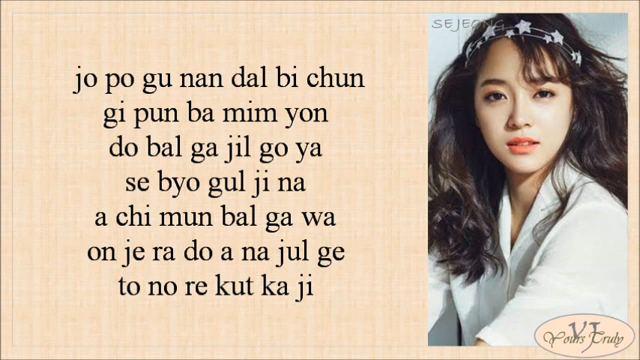 jo po gu nan dal bi chun
gi pun ba mim yon
do bal ga jil go ya
se byo gul ji na
a chi mun bal ga wa
on je ra do a na jul ge
to no re kut ka ji
SEJEONG
YJ
Yours Truly